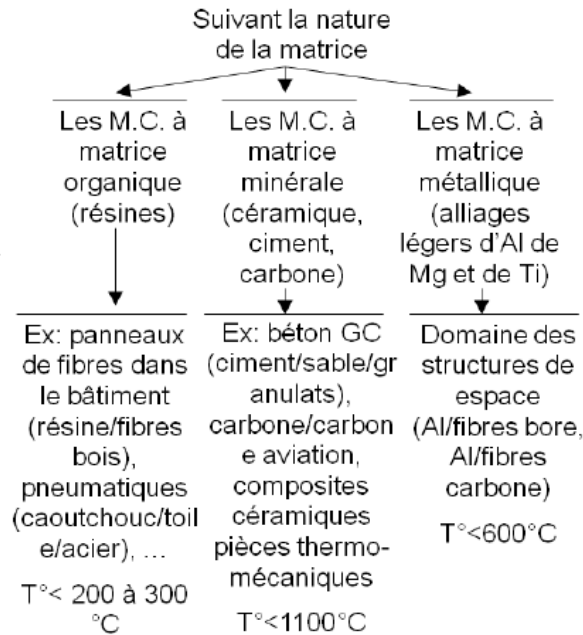 Suivant la nature
de la matrice
Les M.C. à
matrice
organique
(résines)
Les M.C. à
matrice
minérale
(céramique,
ciment,
carbone)
Les M.C. à
matrice
métallique
(alliages
légers d'Al de
Mg et de Ti)
Ex: panneaux
de fibres dans
le bâtiment
(résine/fibres
bois),
pneumatiques
(caoutchouc/toil
e/acier), ...
T°< 200 à 300
°C
Ex: béton GC
(ciment/sable/gr
anulats),
carbone/carbon
e aviation,
composites
céramiques
pièces thermo-
mécaniques
T°<1100°C
Domaine des
structures de
espace
(Al/fibres bore,
Al/fibres
carbone)
T°<600°C